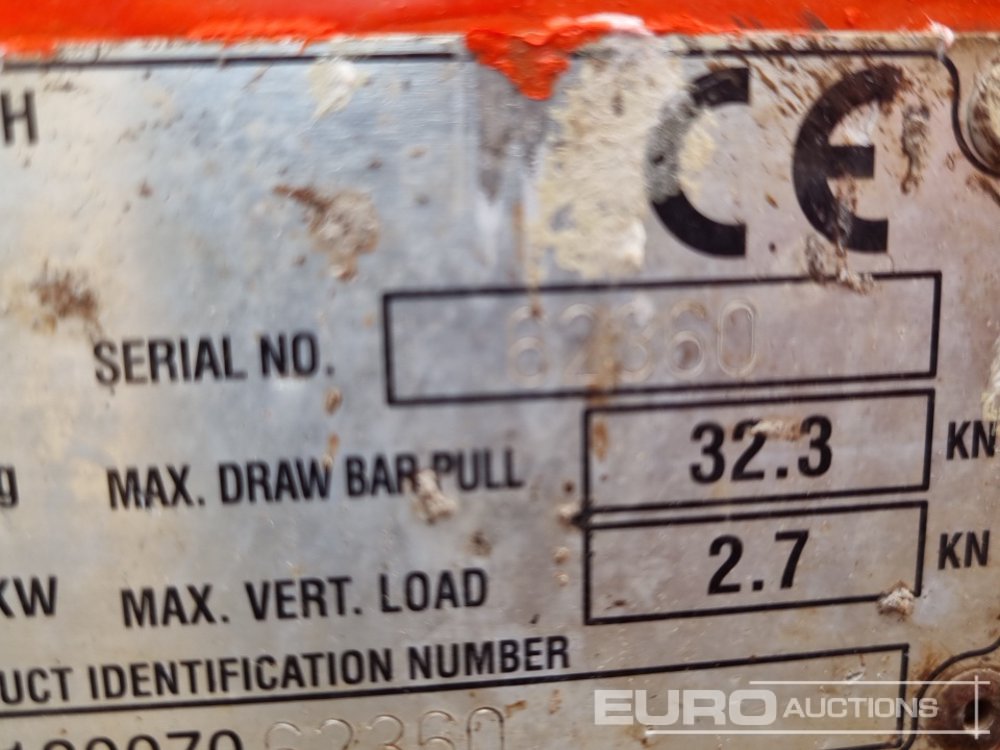 H
CE
SERIAL NO. 62360
g MAX. DRAW BAR PULL 32.3 KN
KW MAX. VERT. LOAD 2.7 KN
UCT IDENTIFICATION NUMBER
62360
EURO AUCTIONS